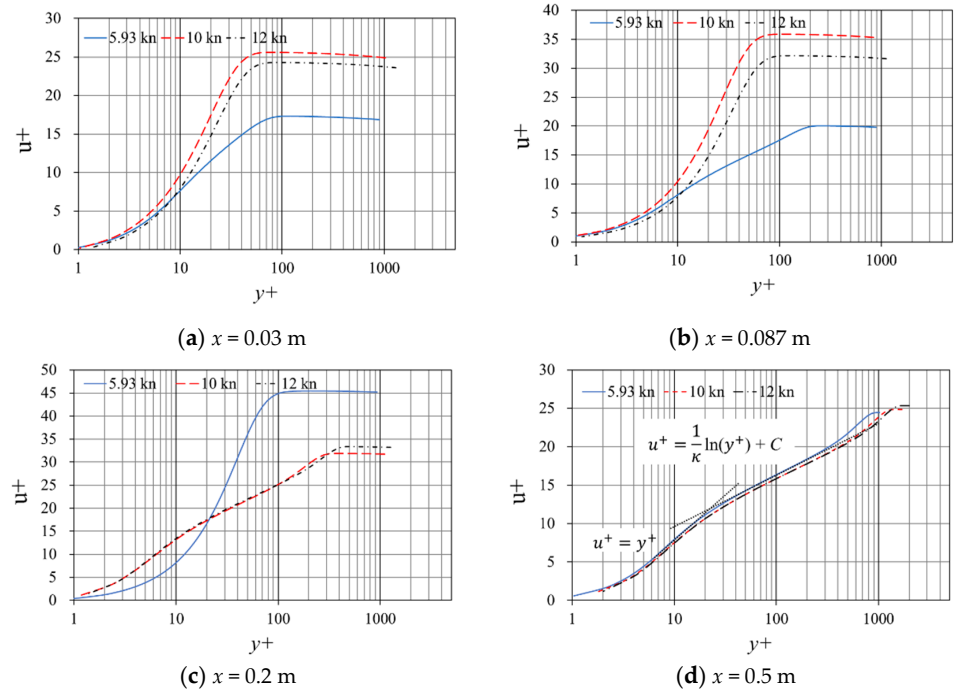 30
25
20
15
10
5
0
u+
5.93 kn 10 kn 12 kn
1 10 100 1000
y+
(a) x = 0.03 m
40
35
30
25
20
15
10
5
0
u+
5.93 kn 10 kn 12 kn
1 10 100 1000
y+
(b) x = 0.087 m
50
45
40
35
30
25
20
15
10
5
0
u+
5.93 kn 10 kn 12 kn
1 10 100 1000
y+
(c) x = 0.2 m
30
25
20
15
10
5
0
u+
5.93 kn 10 kn 12 kn
u⁺ = 1/κ ln(y⁺) + C
u⁺ = y⁺
1 10 100 1000
y+
(d) x = 0.5 m